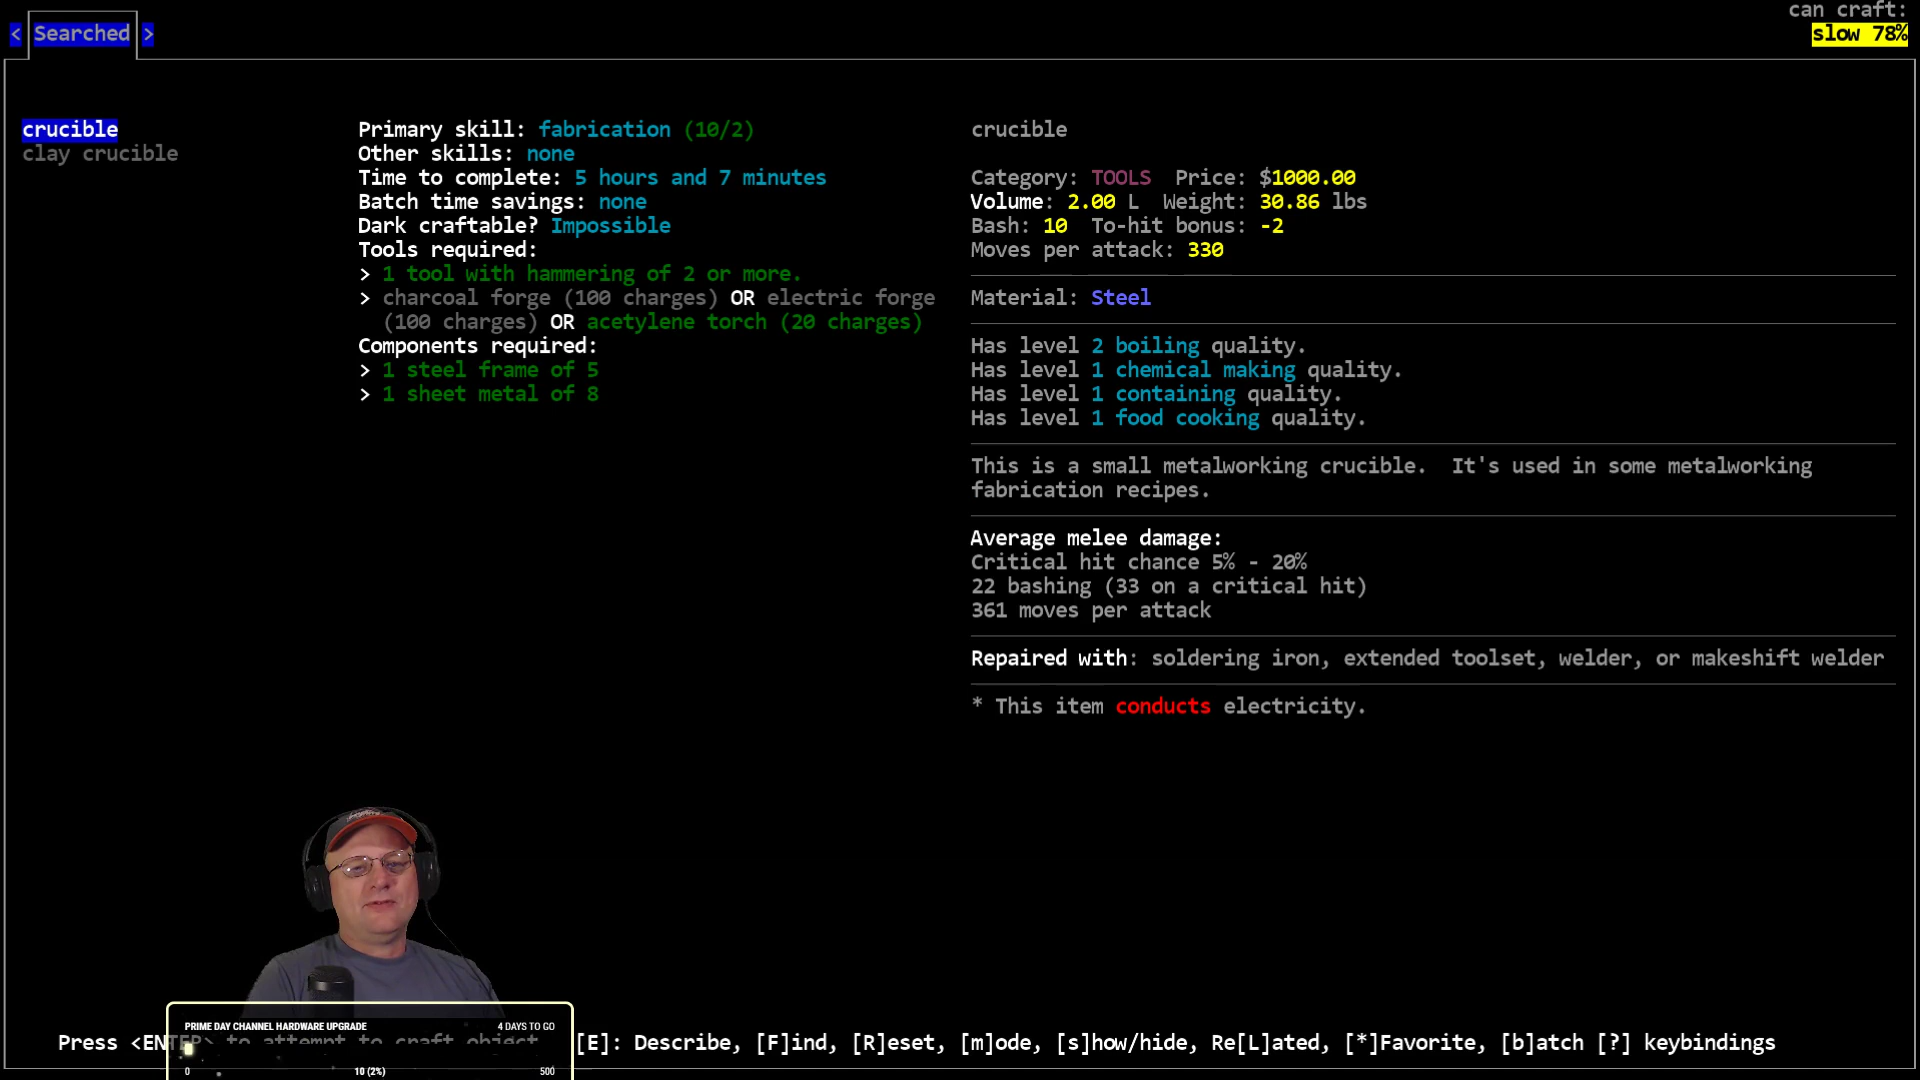 can craft:
< Searched >
slow 78%
crucible
clay crucible
Primary skill: fabrication (10/2)
Other skills: none
Time to complete: 5 hours and 7 minutes
Batch time savings: none
Dark craftable? Impossible
Tools required:
> 1 tool with hammering of 2 or more.
> charcoal forge (100 charges) OR electric forge
(100 charges) OR acetylene torch (20 charges)
Components required:
> 1 steel frame of 5
> 1 sheet metal of 8
crucible
Category: TOOLS Price: $1000.00
Volume: 2.00 L Weight: 30.86 lbs
Bash: 10 To-hit bonus: -2
Moves per attack: 330
Material: Steel
Has level 2 boiling quality.
Has level 1 chemical making quality.
Has level 1 containing quality.
Has level 1 food cooking quality.
This is a small metalworking crucible. It's used in some metalworking
fabrication recipes.
Average melee damage:
Critical hit chance 5% - 20%
22 bashing (33 on a critical hit)
361 moves per attack
Repaired with: soldering iron, extended toolset, welder, or makeshift welder
* This item conducts electricity.
PRIME DAY CHANNEL HARDWARE UPGRADE 4 DAYS TO GO
Press <ENTER> to attempt to craft object. [E]: Describe, [F]ind, [R]eset, [m]ode, [s]how/hide, Re[L]ated, [*]Favorite, [b]atch [?] keybindings
0 10 (2%) 500